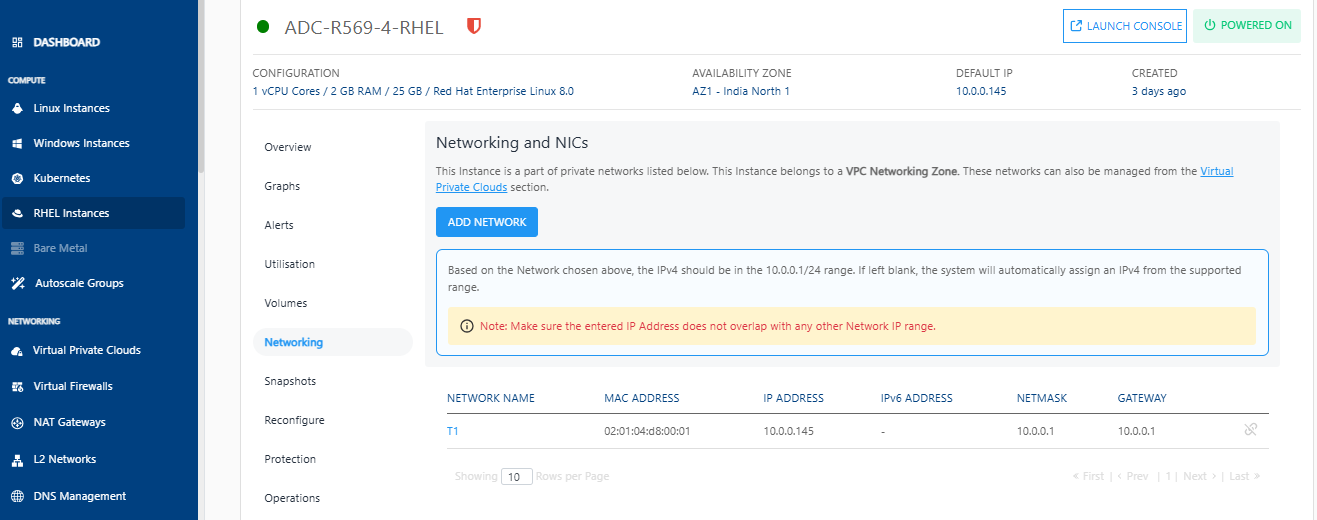 DASHBOARD
COMPUTE
Linux Instances
Windows Instances
Kubernetes
RHEL Instances
Bare Metal
Autoscale Groups
NETWORKING
Virtual Private Clouds
Virtual Firewalls
NAT Gateways
L2 Networks
DNS Management
ADC-R569-4-RHEL
LAUNCH CONSOLE
POWERED ON
CONFIGURATION
1 vCPU Cores / 2 GB RAM / 25 GB / Red Hat Enterprise Linux 8.0
AVAILABILITY ZONE
AZ1 - India North 1
DEFAULT IP
10.0.0.145
CREATED
3 days ago
Overview
Graphs
Alerts
Utilisation
Volumes
Networking
Snapshots
Reconfigure
Protection
Operations
Networking and NICs
This Instance is a part of private networks listed below. This Instance belongs to a VPC Networking Zone. These networks can also be managed from the Virtual
Private Clouds section.
ADD NETWORK
Based on the Network chosen above, the IPv4 should be in the 10.0.0.1/24 range. If left blank, the system will automatically assign an IPv4 from the supported
range.
Note: Make sure the entered IP Address does not overlap with any other Network IP range.
NETWORK NAME MAC ADDRESS IP ADDRESS IPv6 ADDRESS NETMASK GATEWAY
T1 02:01:04:d8:00:01 10.0.0.145 - 10.0.0.1 10.0.0.1
Showing 10 Rows per Page
« First | ‹ Prev | 1 | Next › | Last »